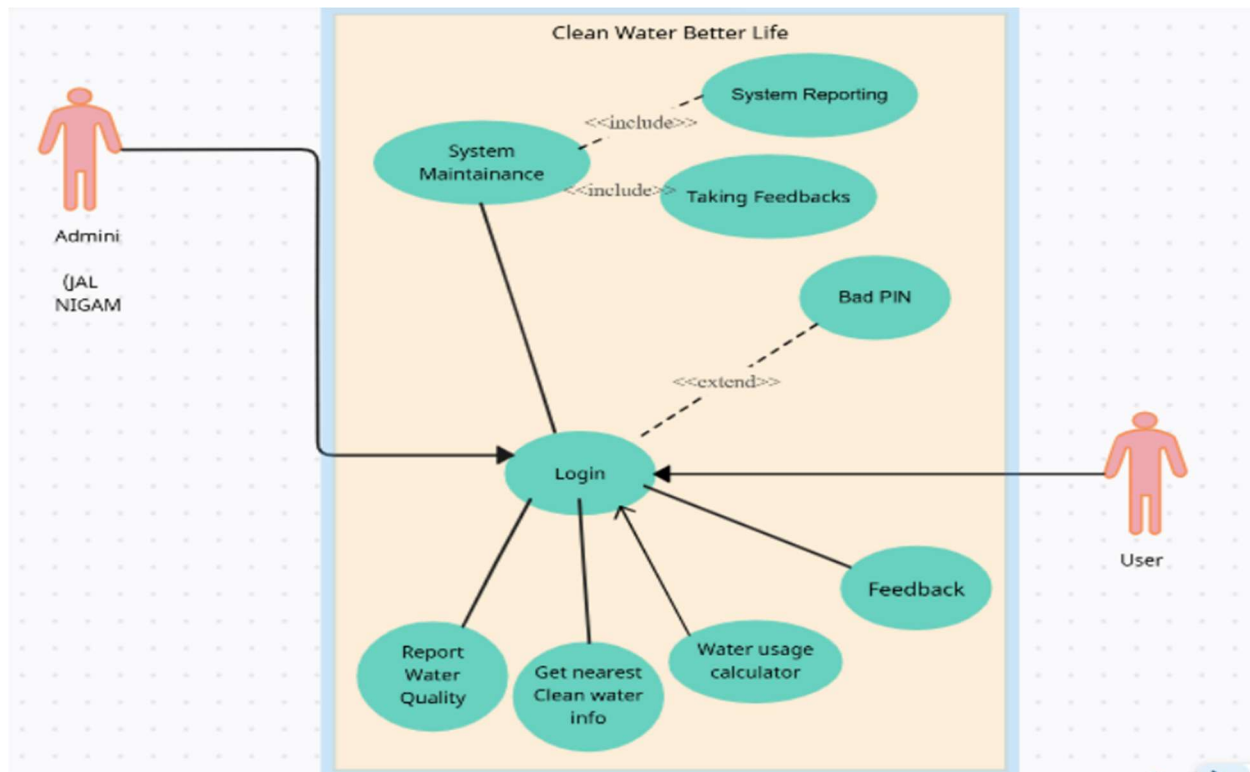 Clean Water Better Life
System Reporting
<<include>>
System
Maintainance
<<include>>
Taking Feedbacks
Admini
(JAL
NIGAM
Bad PIN
<<extend>>
Login
User
Feedback
Report
Water
Quality
Get nearest
Clean water
info
Water usage
calculator